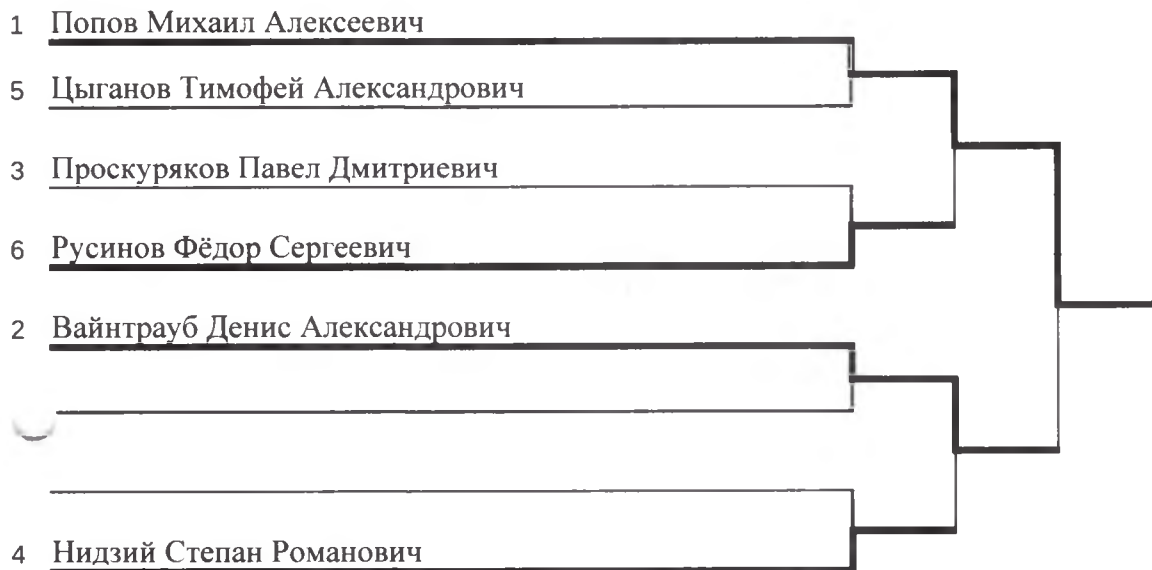 1 Попов Михаил Алексеевич
5 Цыганов Тимофей Александрович
3 Проскуряков Павел Дмитриевич
6 Русинов Фёдор Сергеевич
2 Вайнтрауб Денис Александрович
4 Нидзий Степан Романович